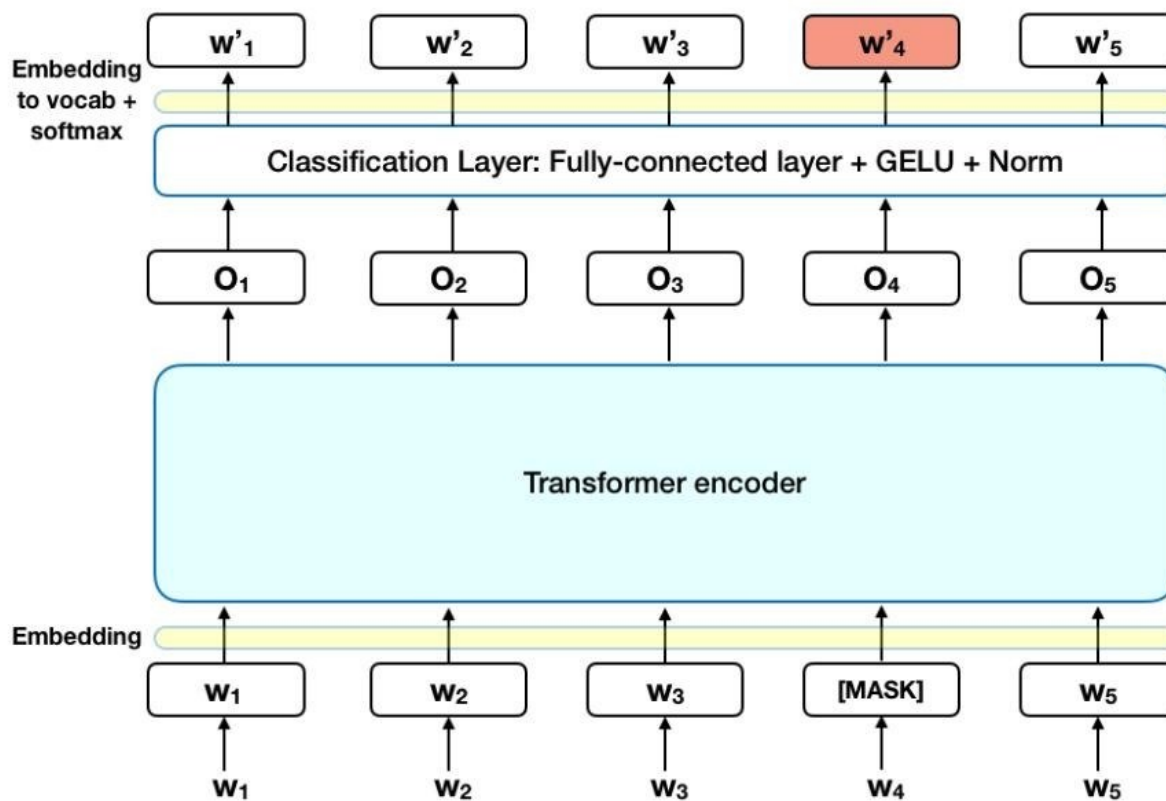 w’₁ w’₂ w’₃ w’₄ w’₅
Embedding
to vocab +
softmax
Classification Layer: Fully-connected layer + GELU + Norm
O₁ O₂ O₃ O₄ O₅
Transformer encoder
Embedding
W₁ W₂ W₃ [MASK] W₅
W₁ W₂ W₃ W₄ W₅